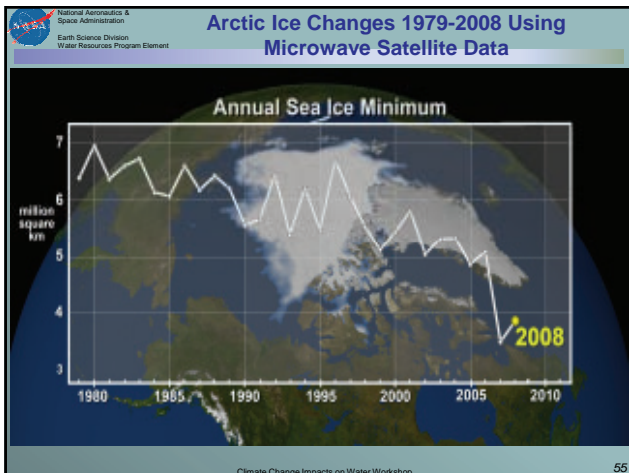 NASA
National Aeronautics &
Space Administration
Earth Science Division
Water Resources Program Element
Arctic Ice Changes 1979-2008 Using
Microwave Satellite Data
Annual Sea Ice Minimum
7
6
million
square
km
5
4
3
2008
1980 1985 1990 1995 2000 2005 2010
Climate Change Impacts on Water Workshop
55